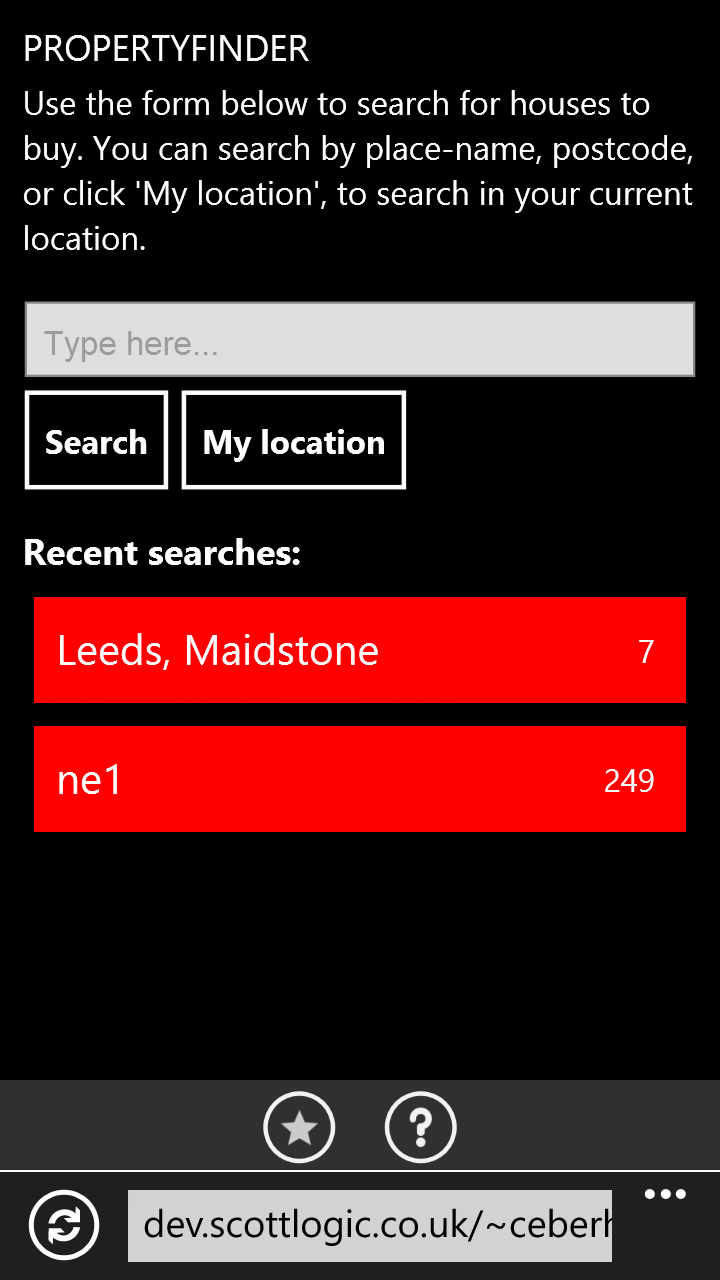 PROPERTYFINDER
Use the form below to search for houses to
buy. You can search by place-name, postcode,
or click 'My location', to search in your current
location.
Type here...
Search My location
Recent searches:
Leeds, Maidstone 7
ne1 249
dev.scottlogic.co.uk/~ceberh